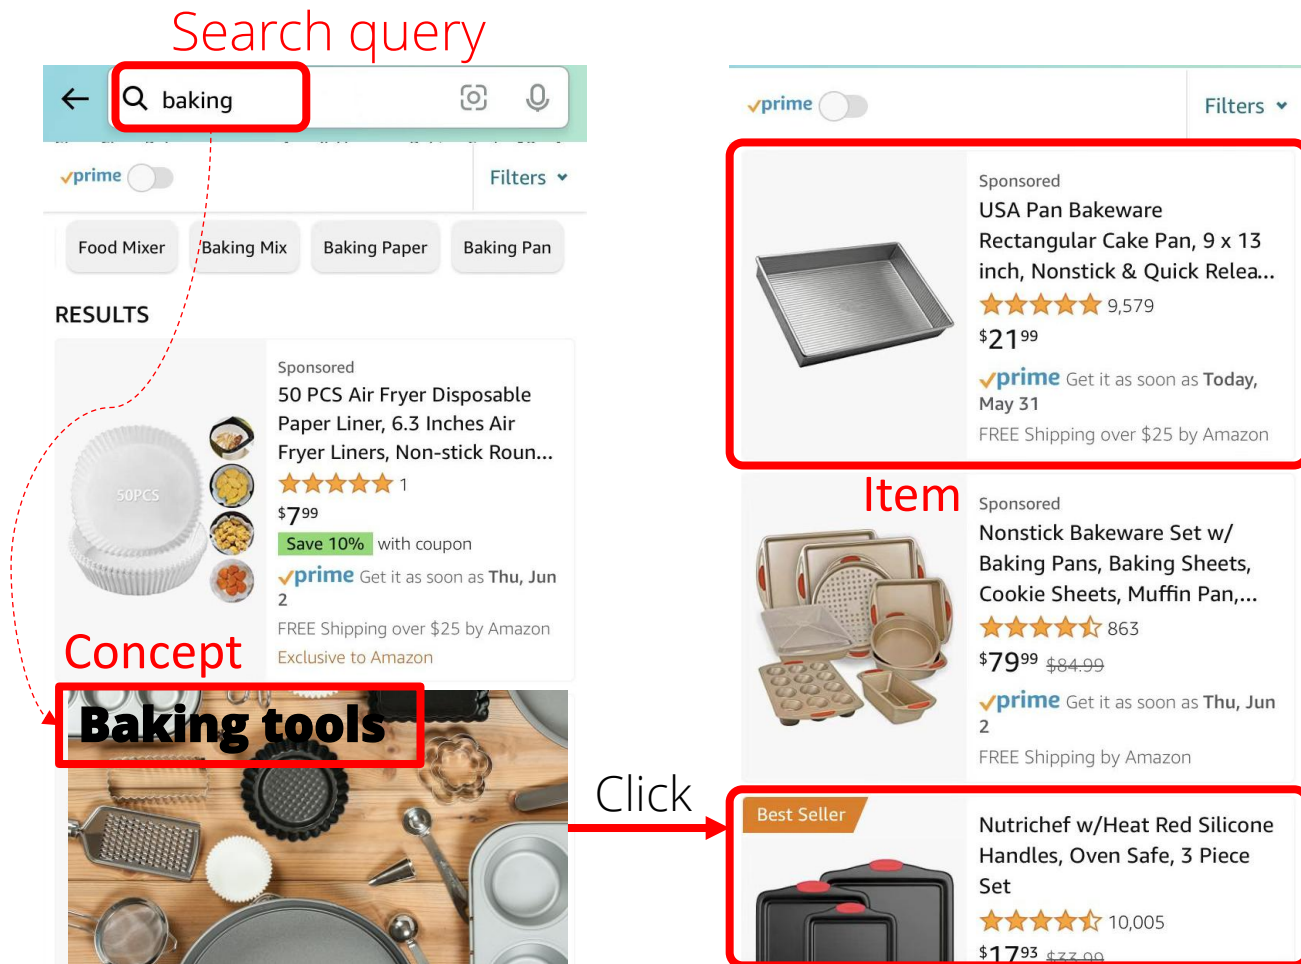 Search query
baking
prime
Filters
Food Mixer
Baking Mix
Baking Paper
Baking Pan
RESULTS
50PCS
Sponsored
50 PCS Air Fryer Disposable
Paper Liner, 6.3 Inches Air
Fryer Liners, Non-stick Roun...
1
$799
Save 10% with coupon
prime Get it as soon as Thu, Jun
2
FREE Shipping over $25 by Amazon
Exclusive to Amazon
Concept
Baking tools
Click
prime
Filters
Sponsored
USA Pan Bakeware
Rectangular Cake Pan, 9 x 13
inch, Nonstick & Quick Relea...
9,579
$2199
prime Get it as soon as Today,
May 31
FREE Shipping over $25 by Amazon
Item
Sponsored
Nonstick Bakeware Set w/
Baking Pans, Baking Sheets,
Cookie Sheets, Muffin Pan,...
863
$7999 $84.99
prime Get it as soon as Thu, Jun
2
FREE Shipping by Amazon
Best Seller
Nutrichef w/Heat Red Silicone
Handles, Oven Safe, 3 Piece
Set
10,005
$1793 $33.99